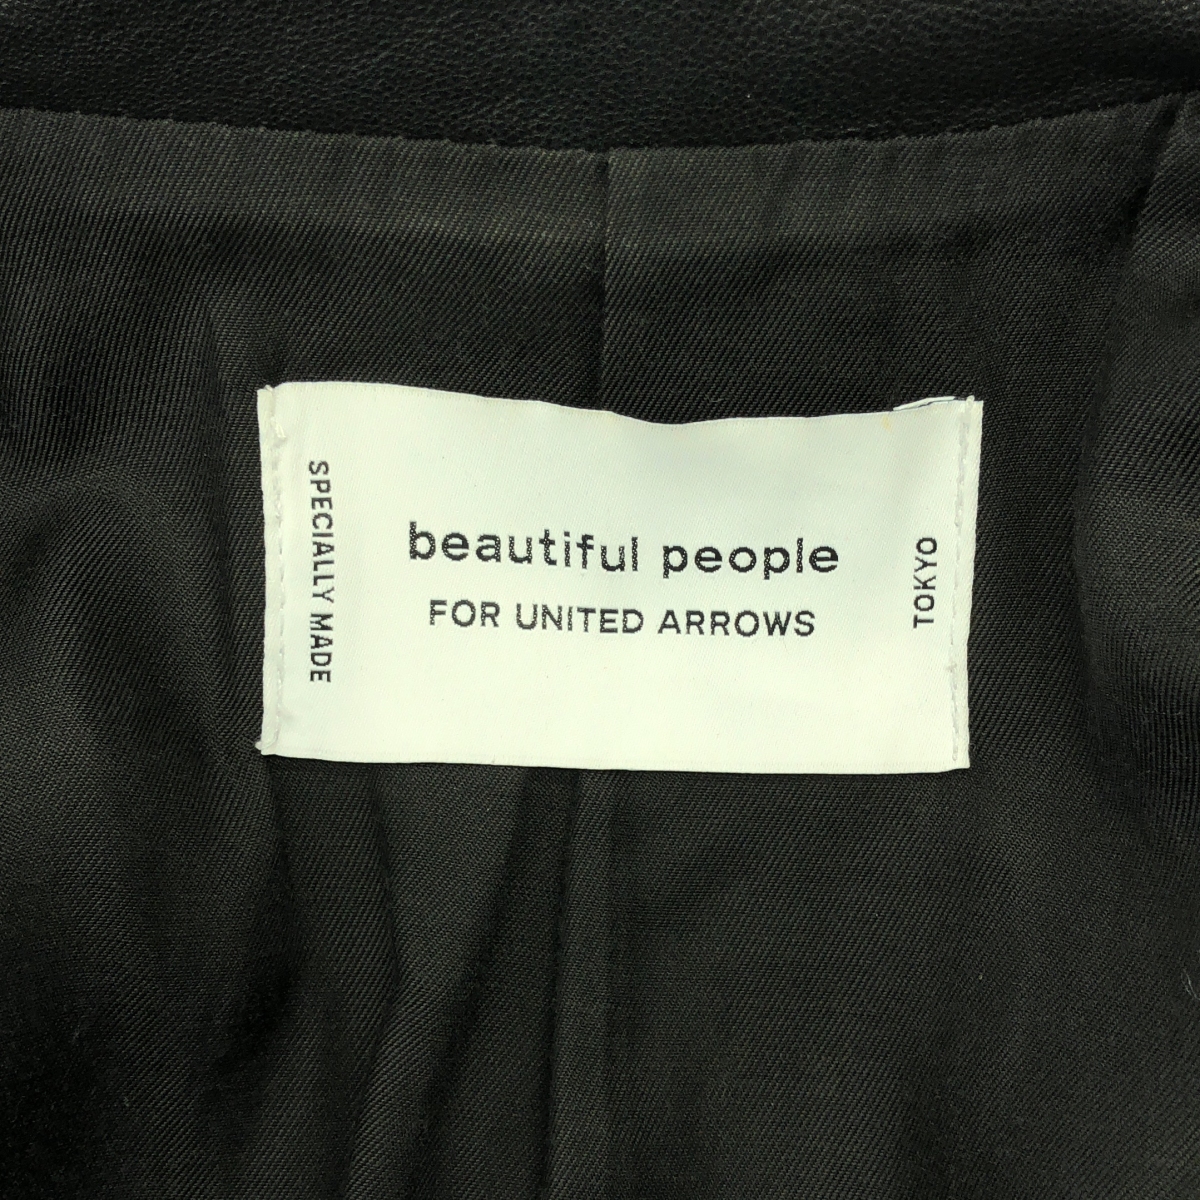 SPECIALLY MADE
beautiful people
FOR UNITED ARROWS
TOKYO